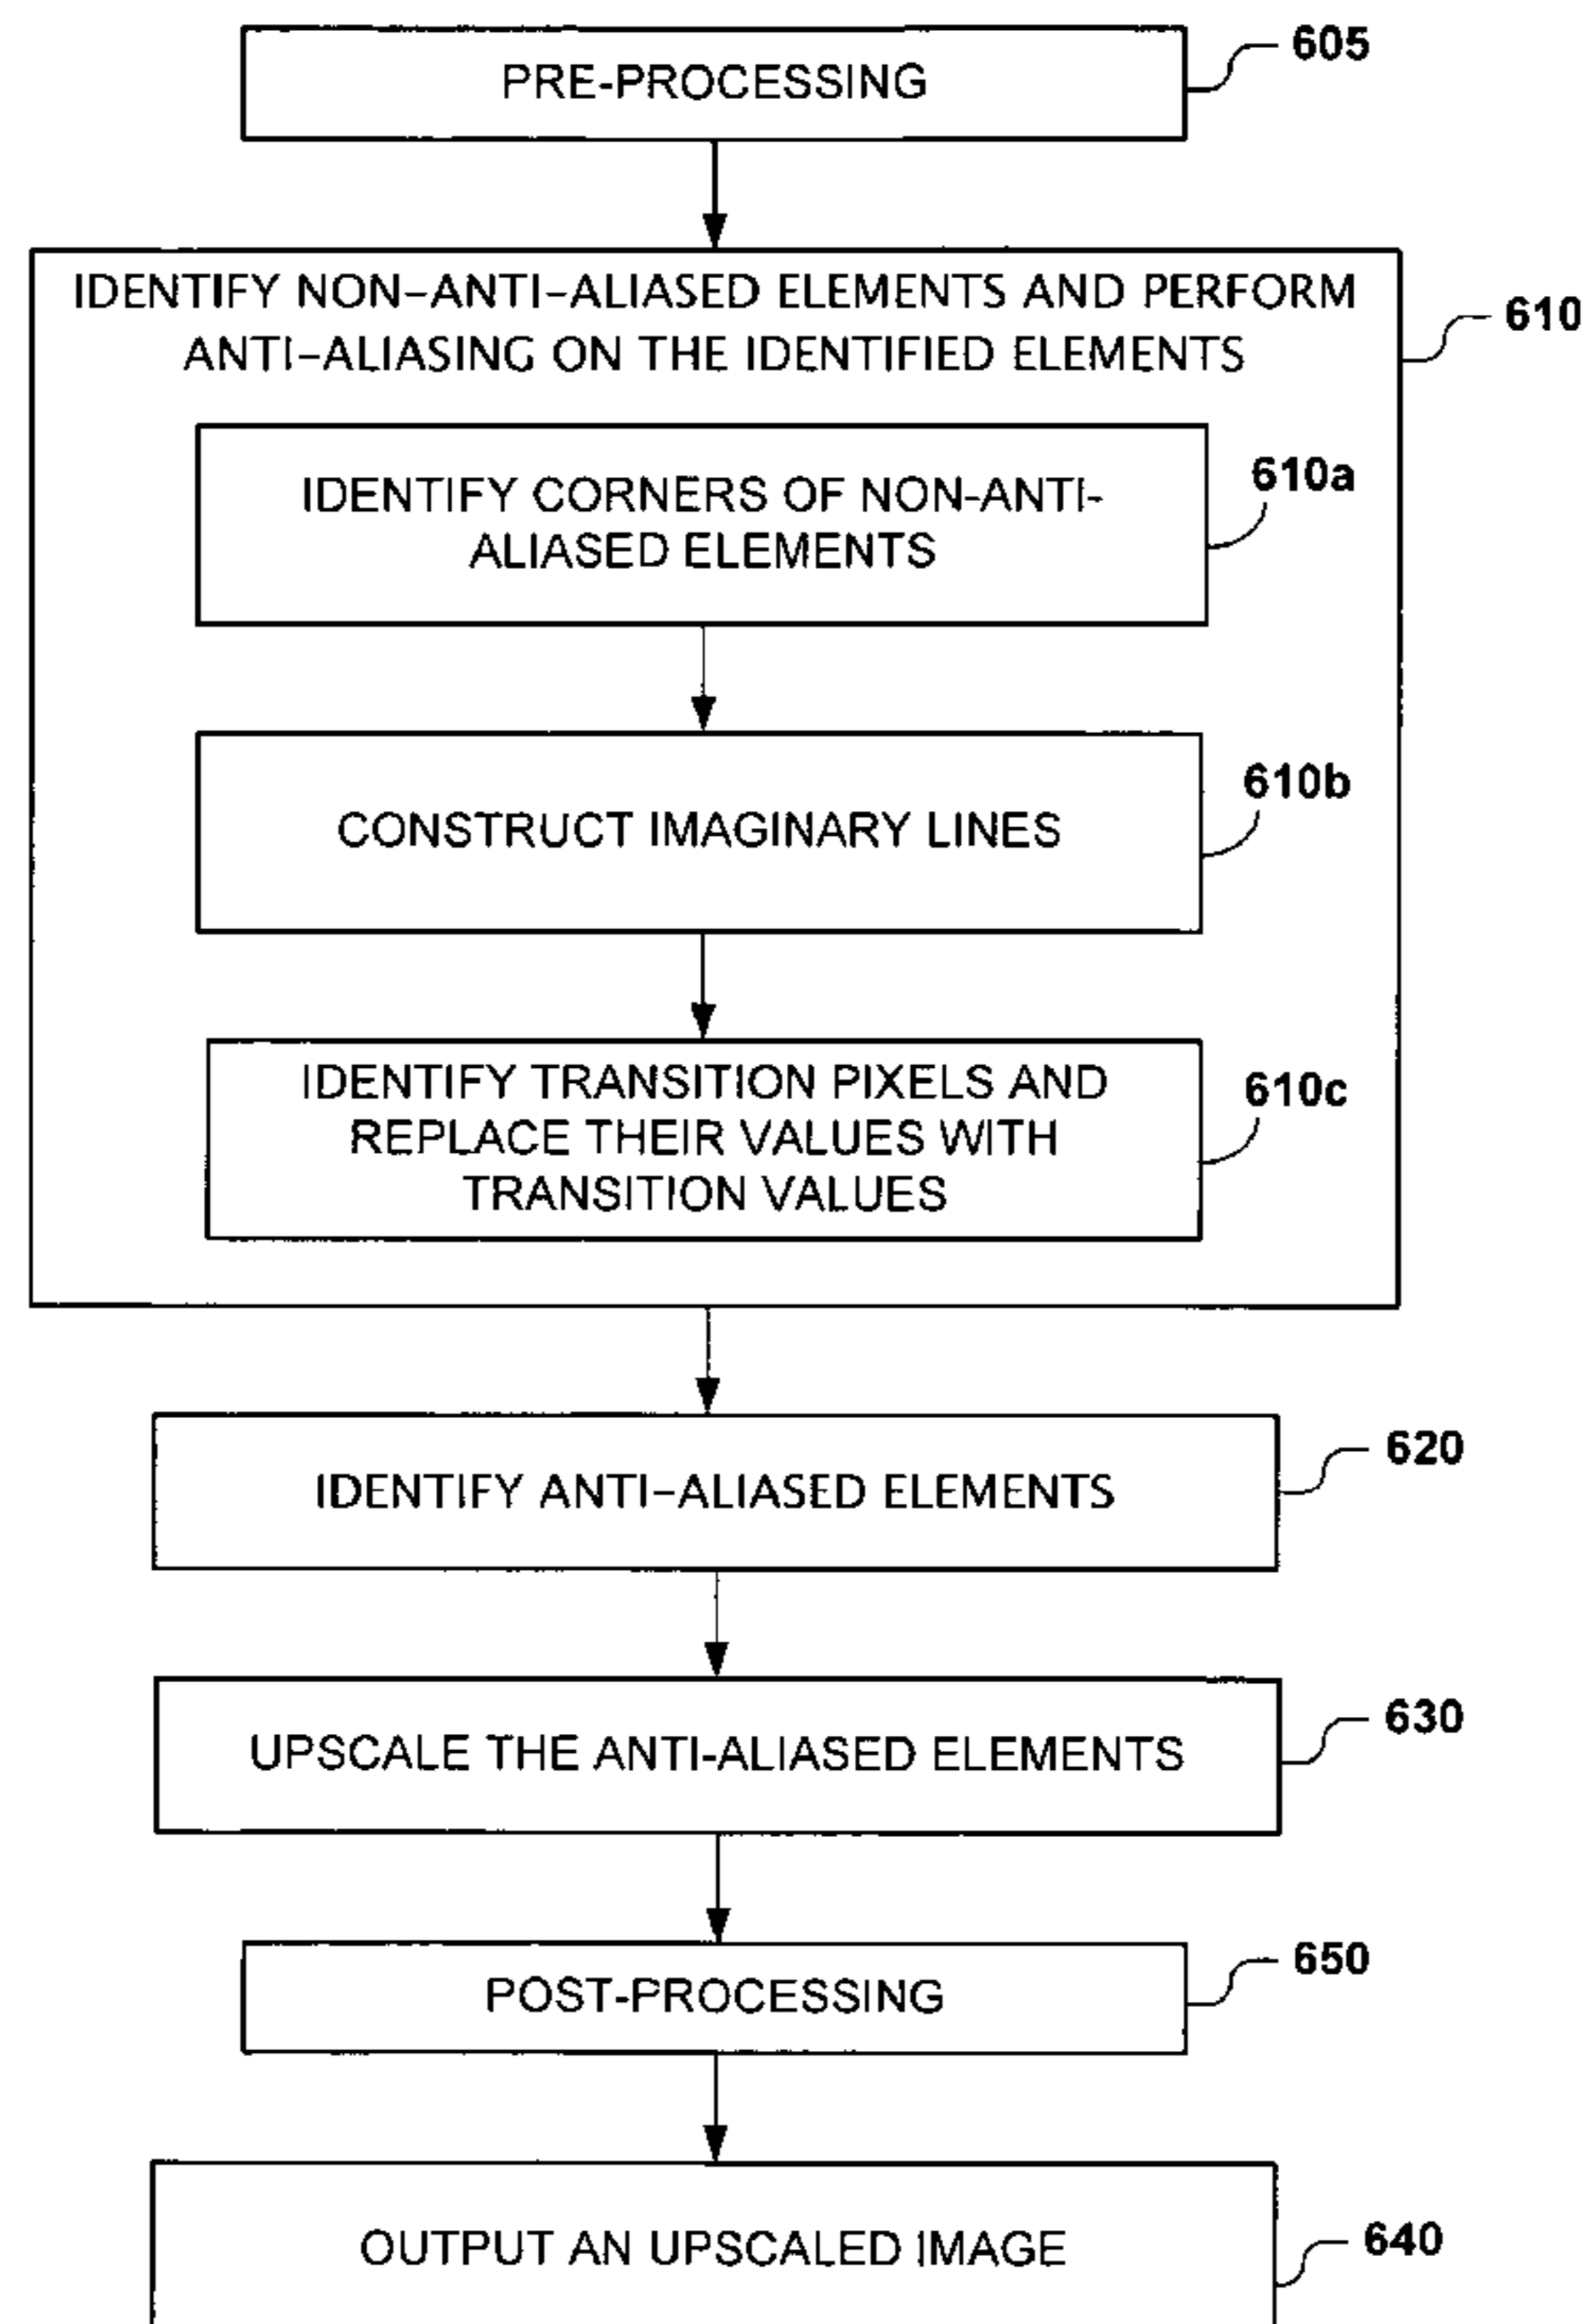 PRE-PROCESSING
605
IDENTIFY NON-ANTI-ALIASED ELEMENTS AND PERFORM
ANTI-ALIASING ON THE IDENTIFIED ELEMENTS
610
IDENTIFY CORNERS OF NON-ANTI-
ALIASED ELEMENTS
610a
CONSTRUCT IMAGINARY LINES
610b
IDENTIFY TRANSITION PIXELS AND
REPLACE THEIR VALUES WITH
TRANSITION VALUES
610c
IDENTIFY ANTI-ALIASED ELEMENTS
620
UPSCALE THE ANTI-ALIASED ELEMENTS
630
POST-PROCESSING
650
OUTPUT AN UPSCALED IMAGE
640